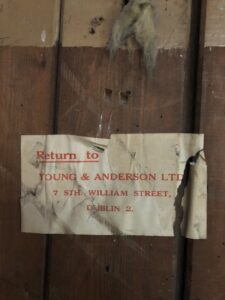 Return to
YOUNG & ANDERSON LTD
7 STH. WILLIAM STREET,
DUBLIN 2.